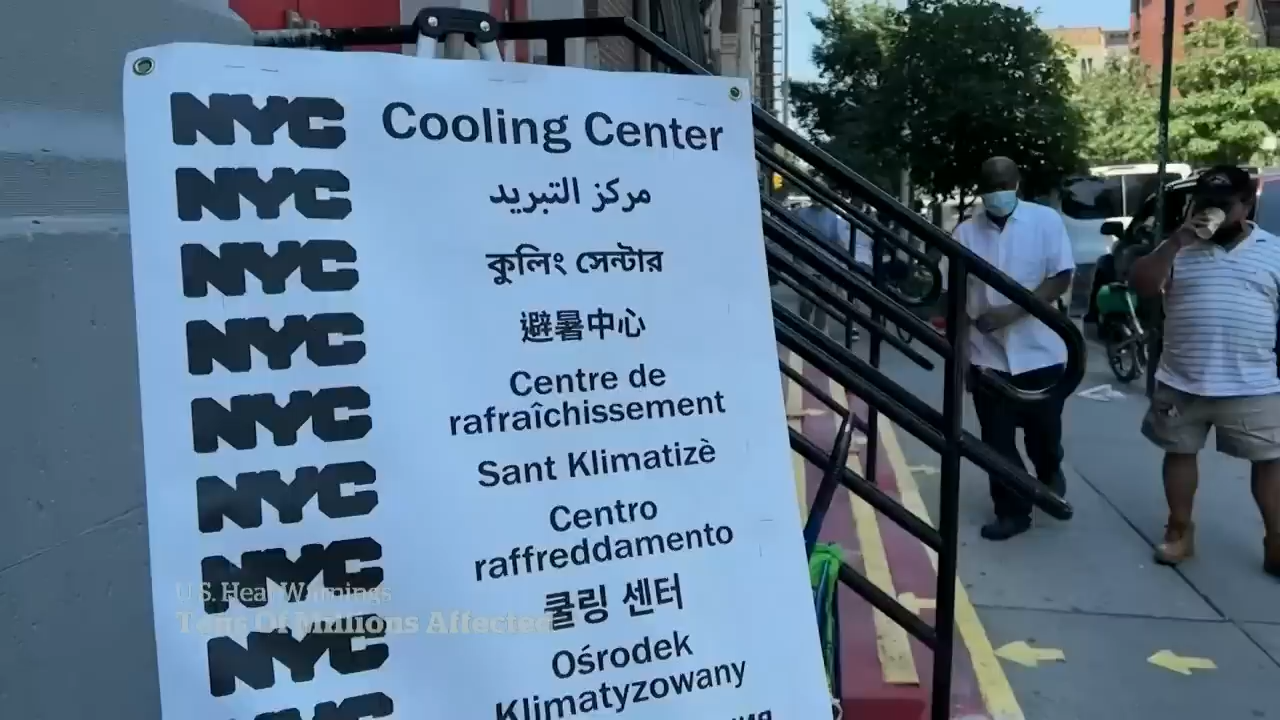 NYC Cooling Center
NYC مركز التبريد
NYC কুলিং সেন্টার
NYC 避暑中心
NYC Centre de
rafraîchissement
NYC Sant Klimatizè
NYC Centro
raffreddamento
U.S. Heat Warnings
Tens Of Millions Affected
NYC 쿨링 센터
NYC Ośrodek
Klimatyzowany